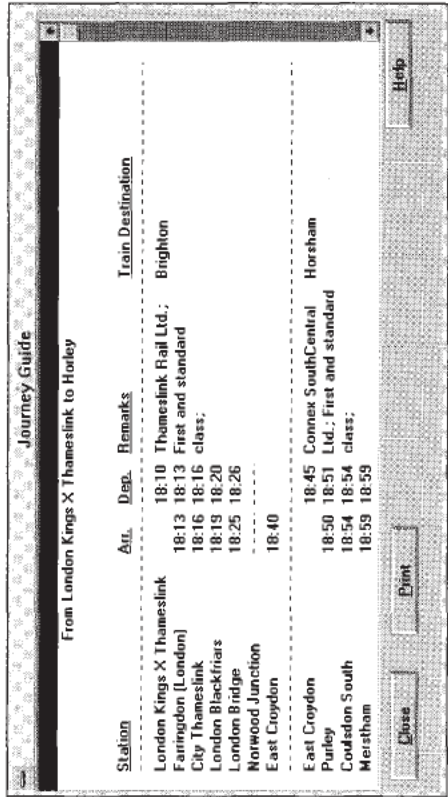 Journey Guide
From London Kings X Thameslink to Horley
Station Arr. Dep. Remarks Train Destination
London Kings X Thameslink 18:10 Thameslink Rail Ltd.; Brighton
Farringdon (London) 18:13 18:13 First and standard
City Thameslink 18:16 18:16 class;
London Blackfriars 18:19 18:20
London Bridge 18:25 18:26
Norwood Junction -----
East Croydon 18:40
East Croydon 18:45 Connex SouthCentral Horsham
Purley 18:50 18:51 Ltd.; First and standard
Coulsdon South 18:54 18:54 class;
Merstham 18:59 18:59
Close Print Help